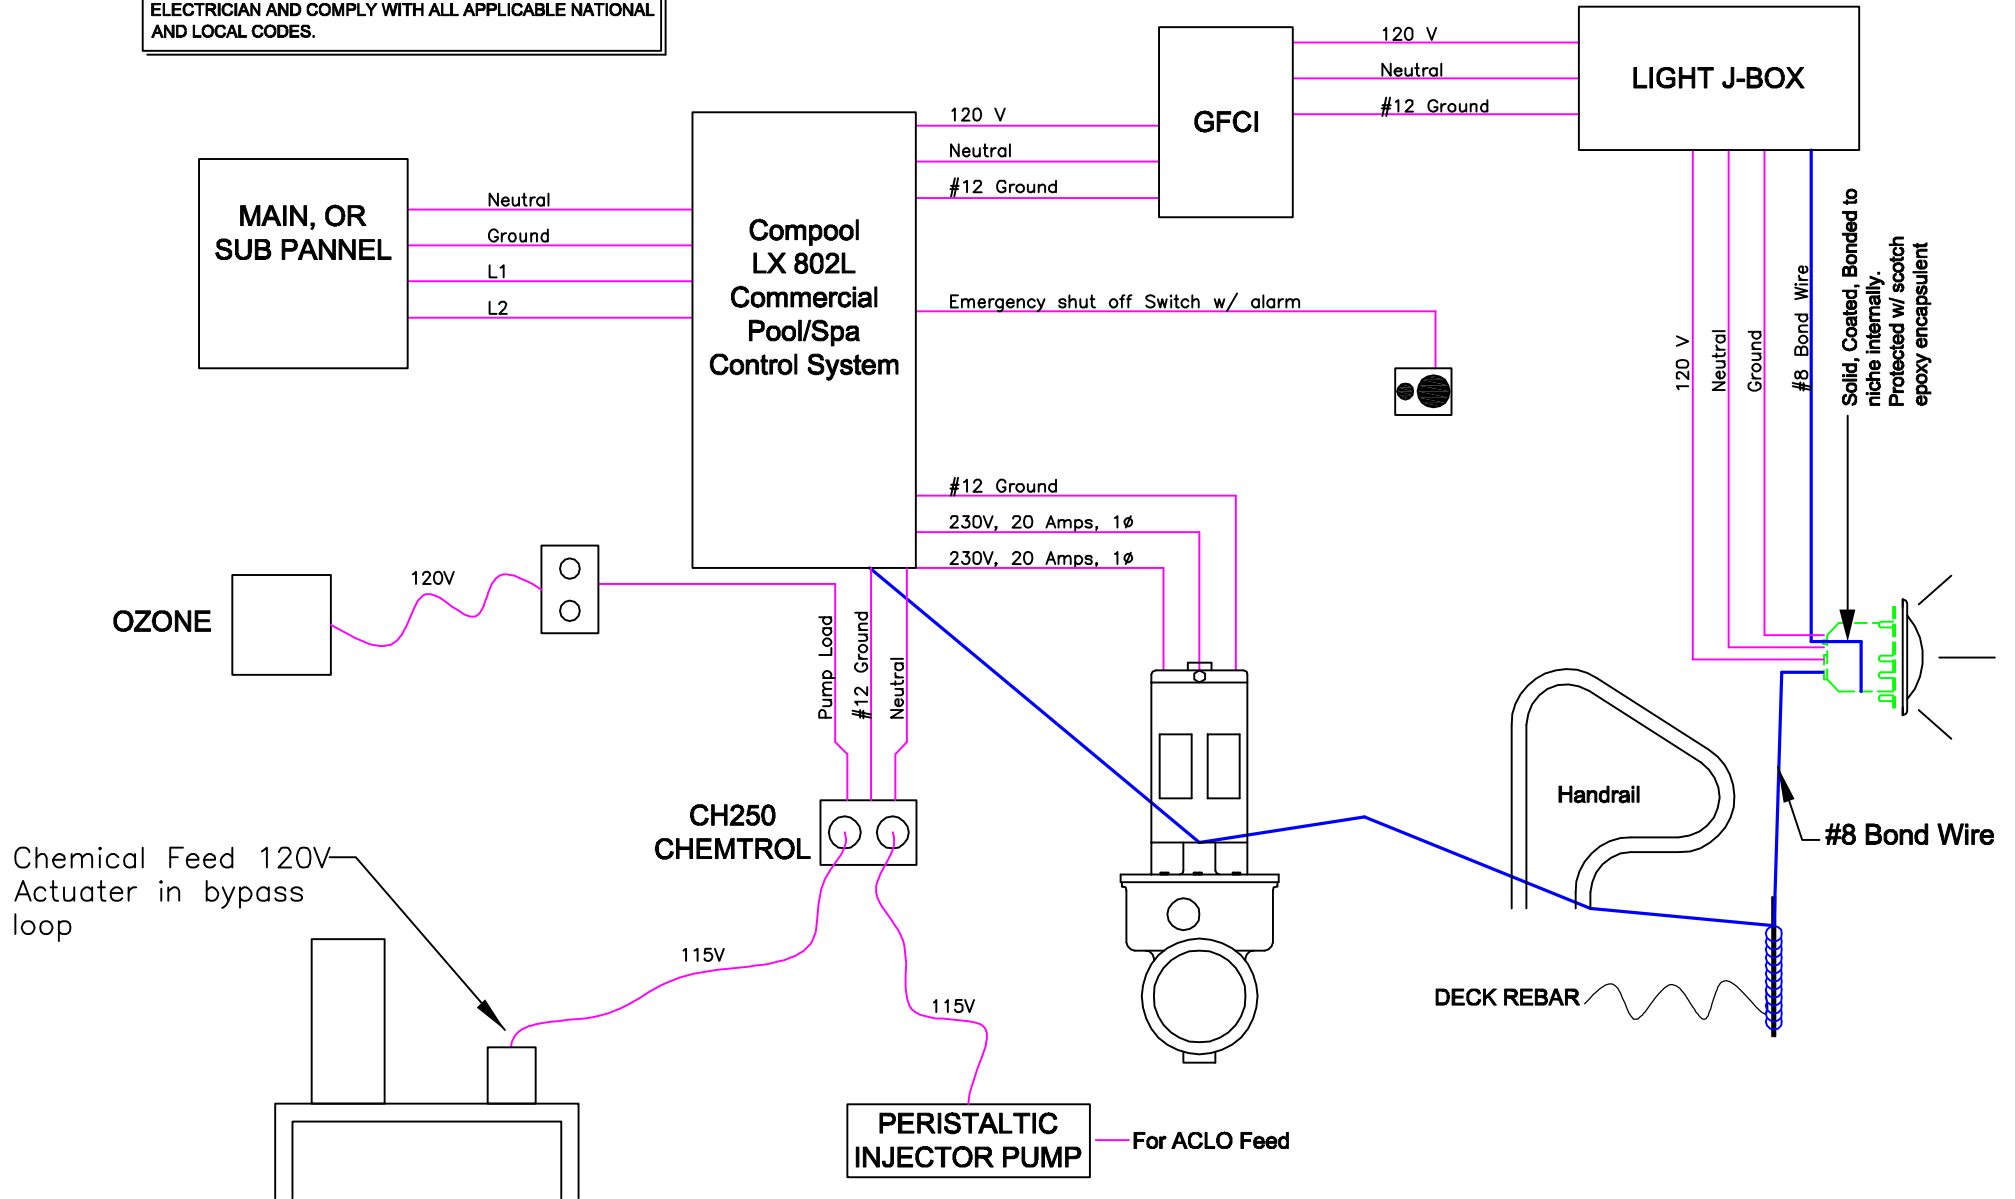 ELECTRICIAN AND COMPLY WITH ALL APPLICABLE NATIONAL
AND LOCAL CODES.
MAIN, OR
SUB PANNEL
Neutral
Ground
L1
L2
Compool
LX 802L
Commercial
Pool/Spa
Control System
120 V
Neutral
#12 Ground
GFCI
120 V
Neutral
#12 Ground
LIGHT J-BOX
Emergency shut off Switch w/ alarm
120 V
Neutral
Ground
#8 Bond Wire
Solid, Coated, Bonded to
niche internally.
Protected w/ scotch
epoxy encapsulent
#12 Ground
230V, 20 Amps, 1ø
230V, 20 Amps, 1ø
OZONE
120V
Pump Load
#12 Ground
Neutral
CH250
CHEMTROL
Handrail
#8 Bond Wire
Chemical Feed 120V
Actuater in bypass
loop
115V
115V
DECK REBAR
PERISTALTIC
INJECTOR PUMP
For ACLO Feed